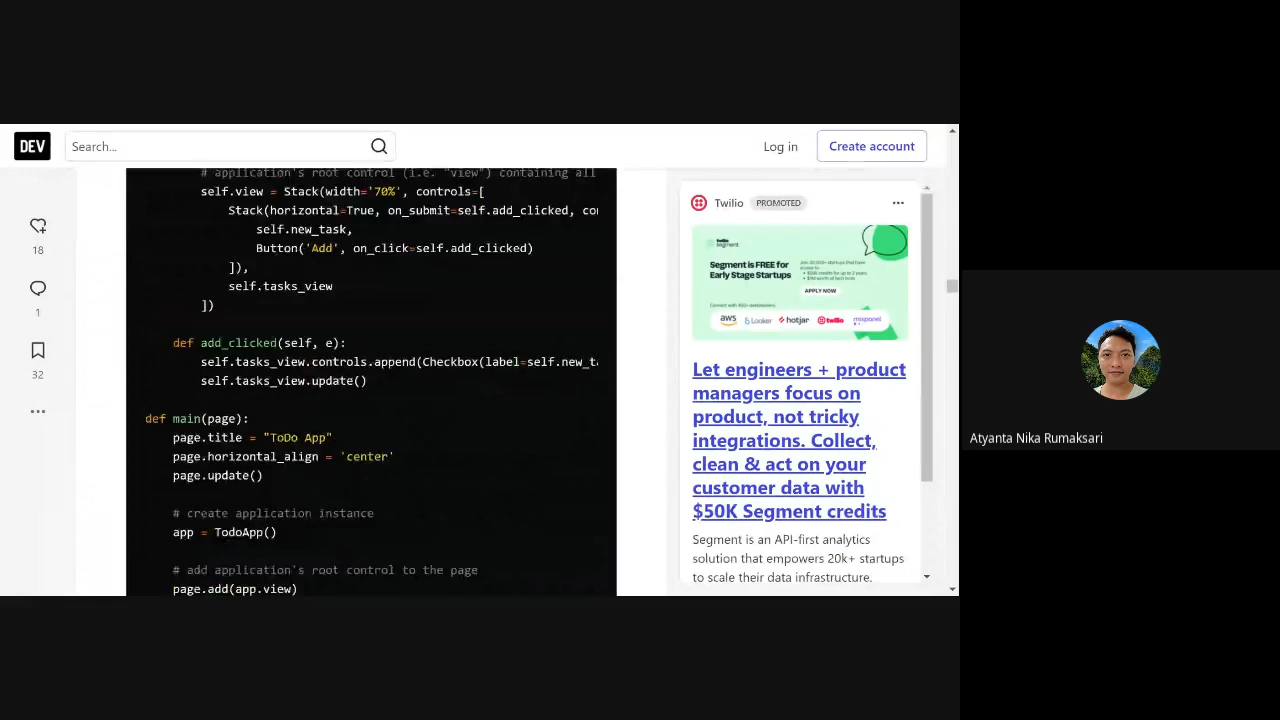 DEV
Search...
Log in
Create account
18
1
32
# application's root control (i.e. "view") containing all
self.view = Stack(width='70%', controls=[
Stack(horizontal=True, on_submit=self.add_clicked, co
self.new_task,
Button('Add', on_click=self.add_clicked)
]),
self.tasks_view
])
def add_clicked(self, e):
self.tasks_view.controls.append(Checkbox(label=self.new_t
self.tasks_view.update()
def main(page):
page.title = "ToDo App"
page.horizontal_align = 'center'
page.update()
# create application instance
app = TodoApp()
# add application's root control to the page
page.add(app.view)
Twilio PROMOTED
twilio
segment
Segment is FREE for
Early Stage Startups
APPLY NOW
aws Looker hotjar twilio mixpanel
Let engineers + product
managers focus on
product, not tricky
integrations. Collect,
clean & act on your
customer data with
$50K Segment credits
Segment is an API-first analytics
solution that empowers 20k+ startups
to scale their data infrastructure.
Atyanta Nika Rumaksari